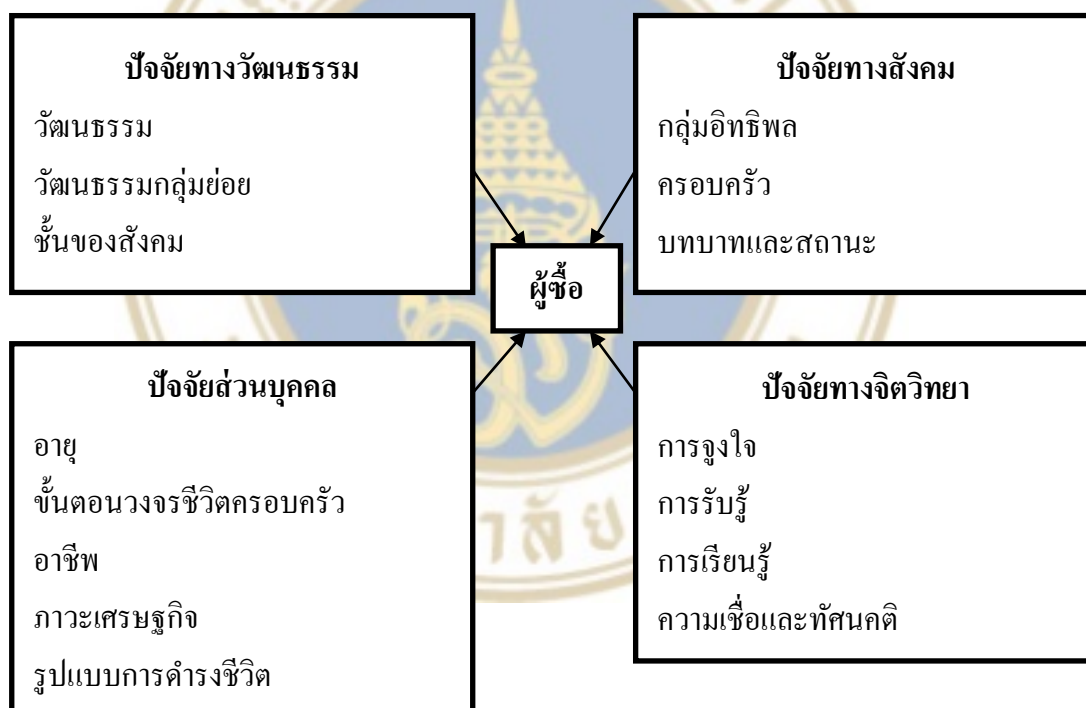 ปัจจัยทางวัฒนธรรม
วัฒนธรรม
วัฒนธรรมกลุ่มย่อย
ชั้นของสังคม
ปัจจัยทางสังคม
กลุ่มอิทธิพล
ครอบครัว
บทบาทและสถานะ
ผู้ซื้อ
ปัจจัยส่วนบุคคล
อายุ
ขั้นตอนวงจรชีวิตครอบครัว
อาชีพ
ภาวะเศรษฐกิจ
รูปแบบการดำรงชีวิต
ปัจจัยทางจิตวิทยา
การจูงใจ
การรับรู้
การเรียนรู้
ความเชื่อและทัศนคติ
าลัย